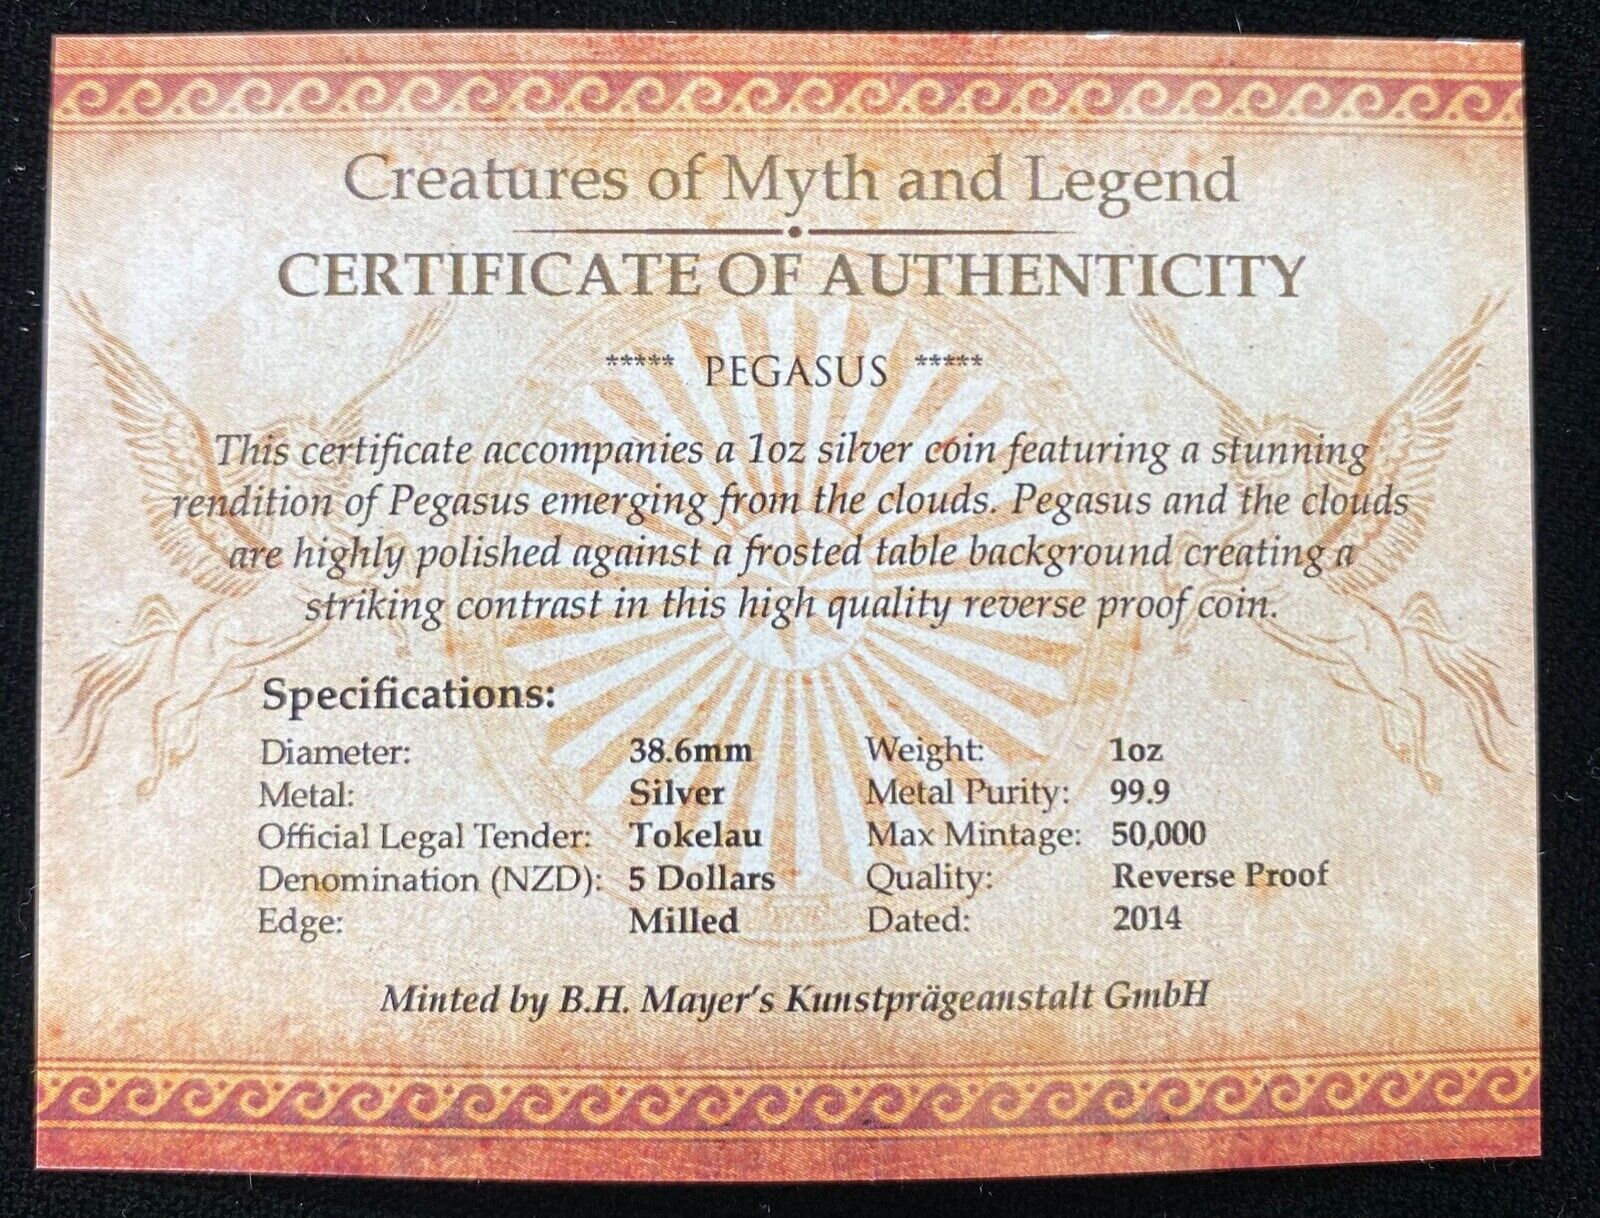 Creatures of Myth and Legend
CERTIFICATE OF AUTHENTICITY
***** PEGASUS *****
This certificate accompanies a 1oz silver coin featuring a stunning
rendition of Pegasus emerging from the clouds. Pegasus and the clouds
are highly polished against a frosted table background creating a
striking contrast in this high quality reverse proof coin.
Specifications:
Diameter: 38.6mm Weight: 1oz
Metal: Silver Metal Purity: 99.9
Official Legal Tender: Tokelau Max Mintage: 50,000
Denomination (NZD): 5 Dollars Quality: Reverse Proof
Edge: Milled Dated: 2014
Minted by B.H. Mayer's Kunstprägeanstalt GmbH